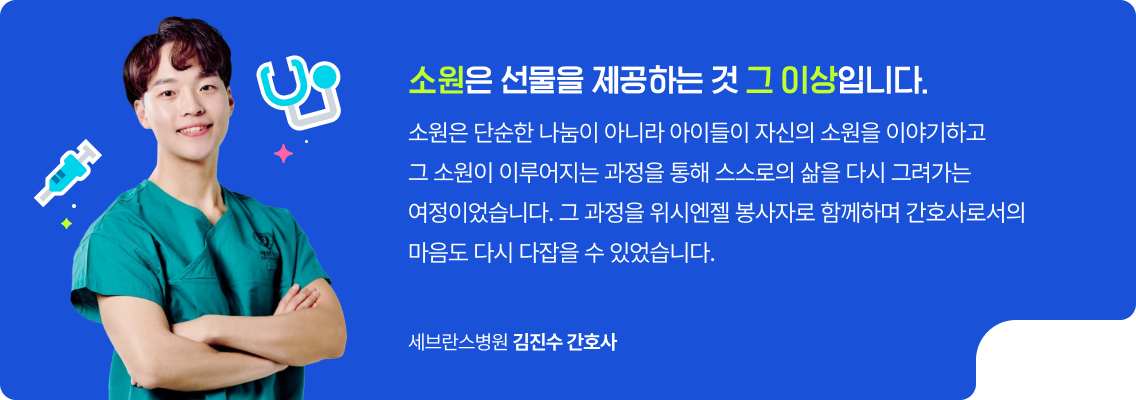 소원은 선물을 제공하는 것 그 이상입니다.
소원은 단순한 나눔이 아니라 아이들이 자신의 소원을 이야기하고
그 소원이 이루어지는 과정을 통해 스스로의 삶을 다시 그려가는
여정이었습니다. 그 과정을 위시엔젤 봉사자로 함께하며 간호사로서의
마음도 다시 다잡을 수 있었습니다.
세브란스병원 김진수 간호사